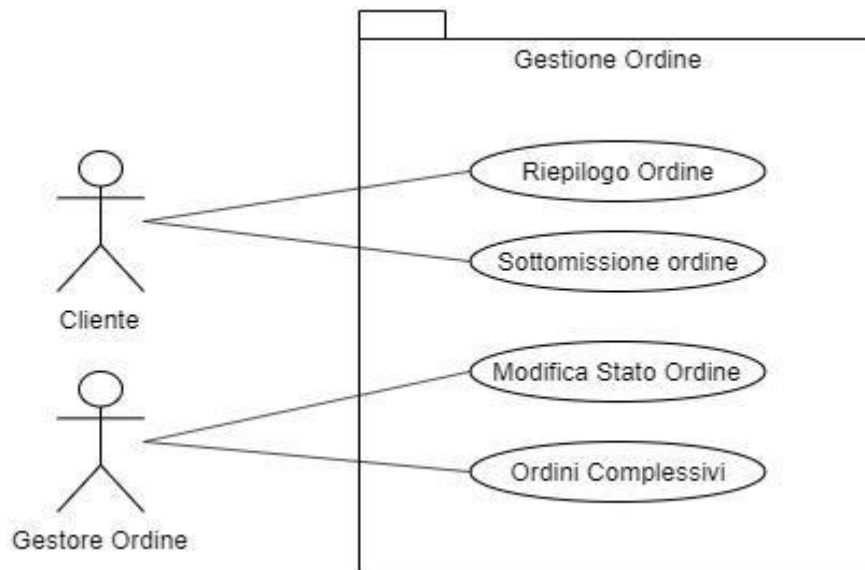 Gestione Ordine
Riepilogo Ordine
Sottomissione ordine
Cliente
Modifica Stato Ordine
Ordini Complessivi
Gestore Ordine